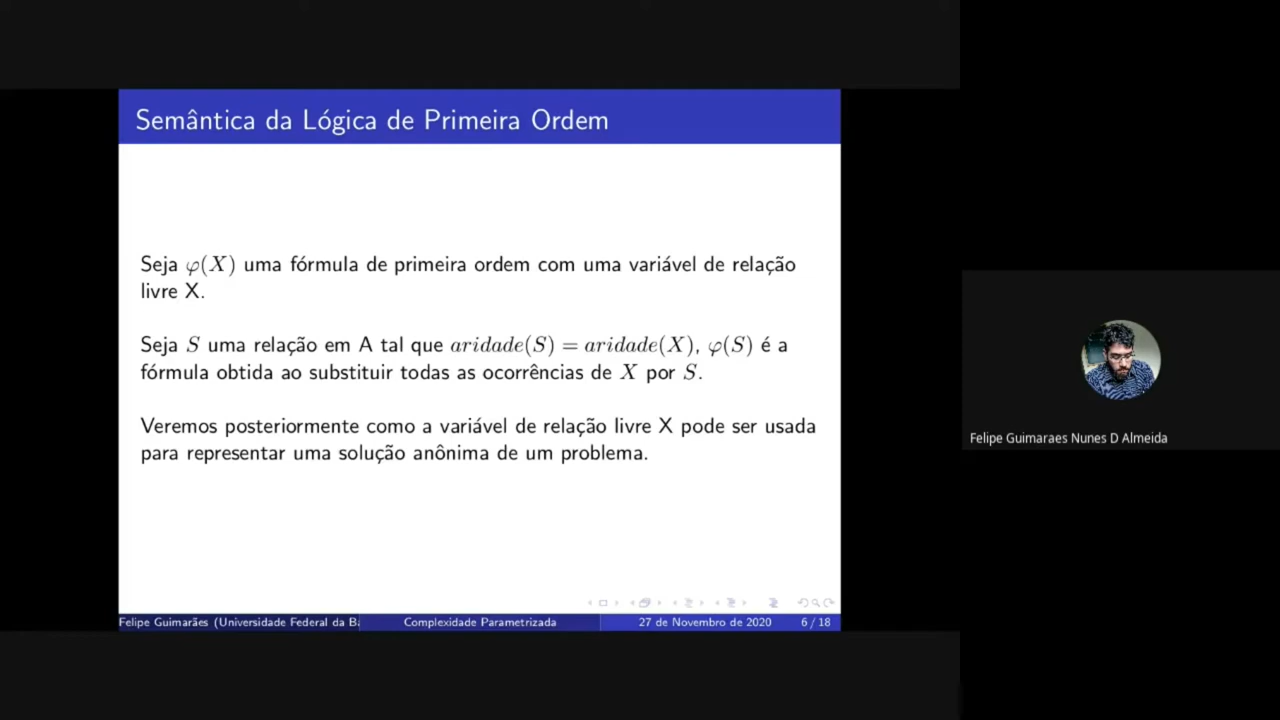 Semântica da Lógica de Primeira Ordem
Seja φ(X) uma fórmula de primeira ordem com uma variável de relação
livre X.
Seja S uma relação em A tal que aridade(S) = aridade(X), φ(S) é a
fórmula obtida ao substituir todas as ocorrências de X por S.
Veremos posteriormente como a variável de relação livre X pode ser usada
para representar uma solução anônima de um problema.
Felipe Guimarães (Universidade Federal da Ba
Complexidade Parametrizada
27 de Novembro de 2020
6 / 18
Felipe Guimaraes Nunes D Almeida